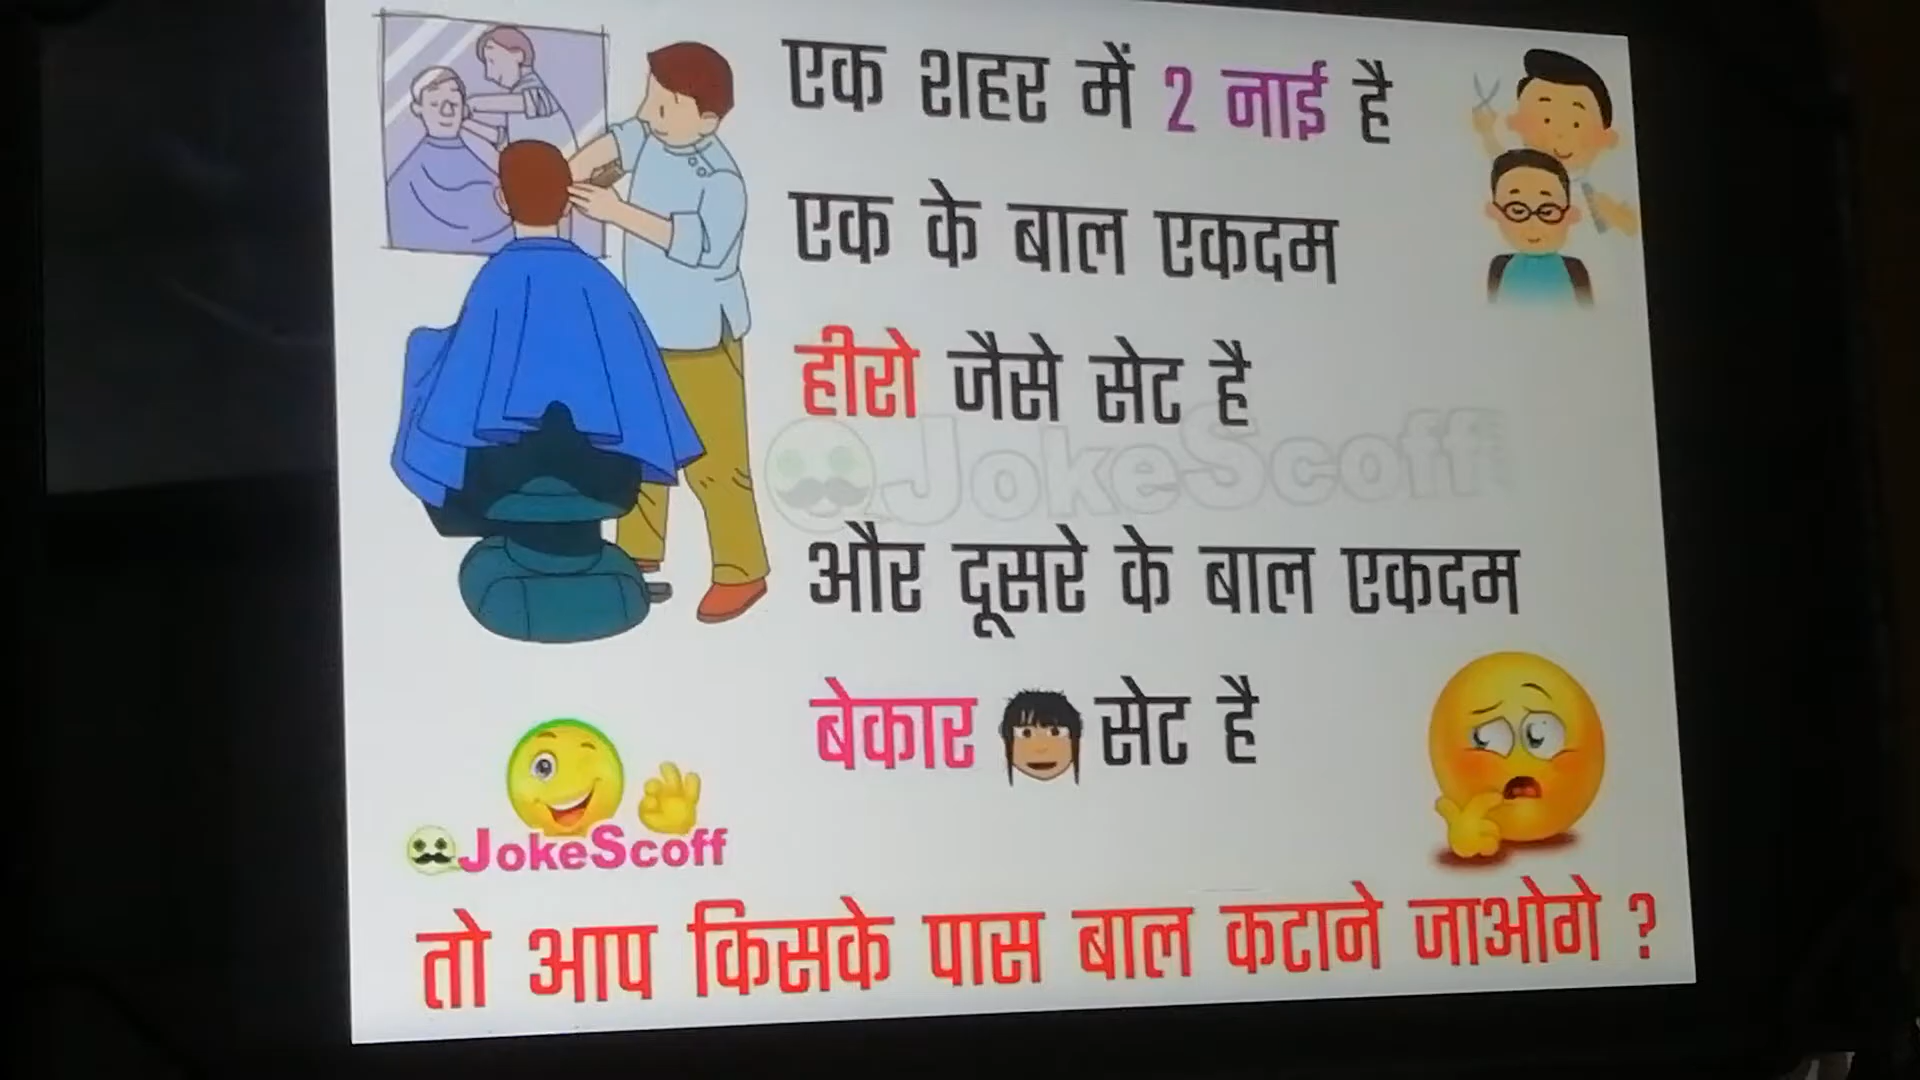 एक शहर में 2 नाई है
एक के बाल एकदम
हीरो जैसे सेट है
JokeScoff
और दूसरे के बाल एकदम
बेकार सेट है
JokeScoff
तो आप किसके पास बाल कटाने जाओगे ?